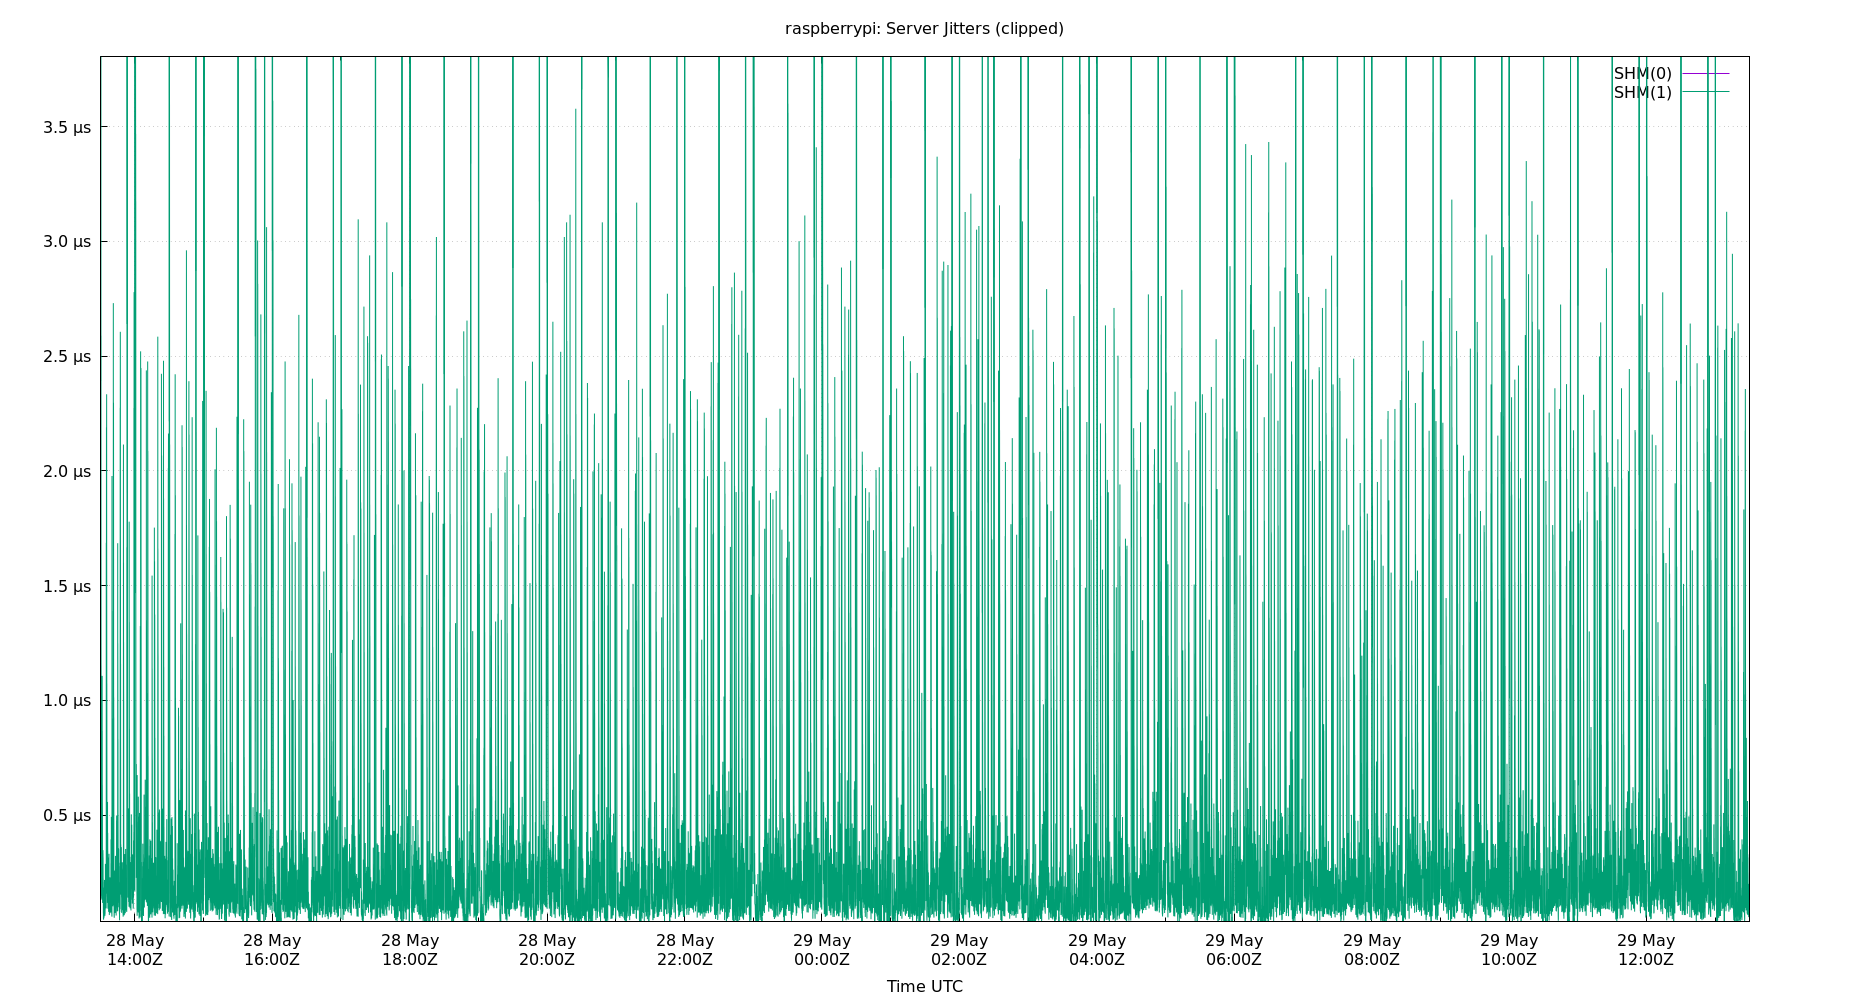 raspberrypi: Server Jitters (clipped)
SHM(0)
SHM(1)
3.5 µs
3.0 µs
2.5 µs
2.0 µs
1.5 µs
1.0 µs
0.5 µs
28 May 28 May 28 May 28 May 28 May 29 May 29 May 29 May 29 May 29 May 29 May 29 May
14:00Z 16:00Z 18:00Z 20:00Z 22:00Z 00:00Z 02:00Z 04:00Z 06:00Z 08:00Z 10:00Z 12:00Z
Time UTC